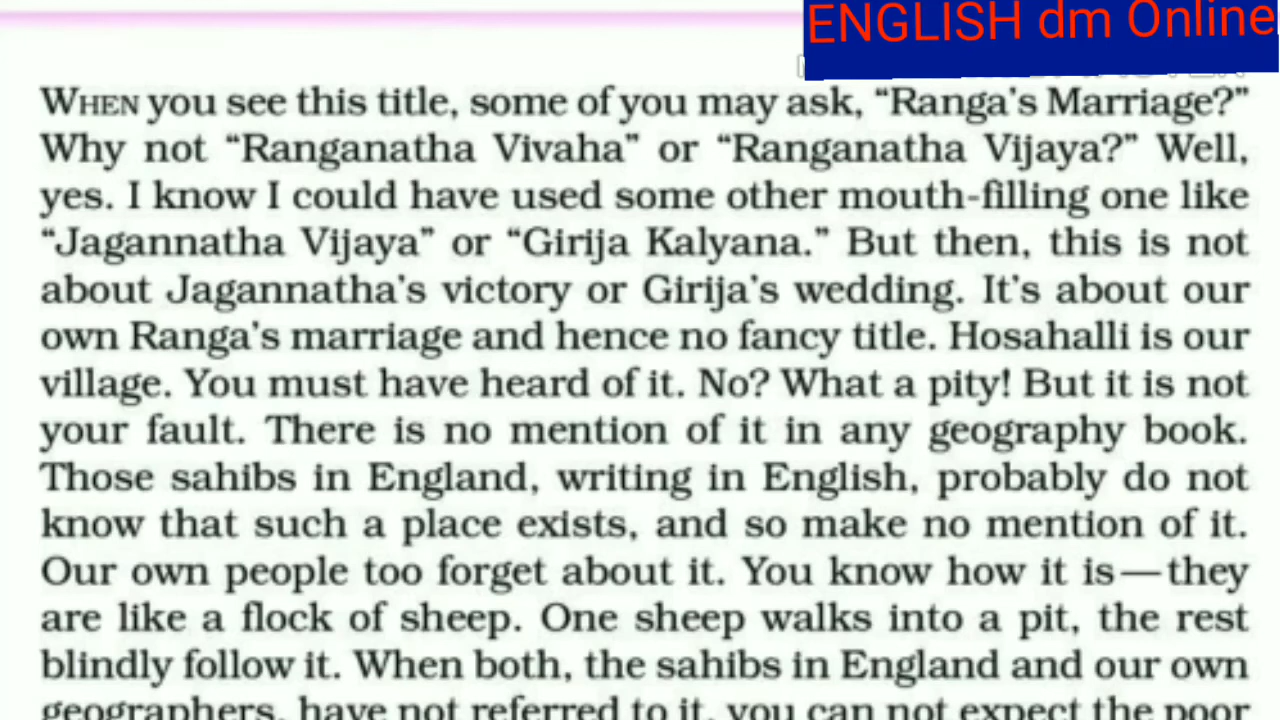 ENGLISH dm Online
WHEN you see this title, some of you may ask, “Ranga’s Marriage?”
Why not “Ranganatha Vivaha” or “Ranganatha Vijaya?” Well,
yes. I know I could have used some other mouth-filling one like
“Jagannatha Vijaya” or “Girija Kalyana.” But then, this is not
about Jagannatha’s victory or Girija’s wedding. It’s about our
own Ranga’s marriage and hence no fancy title. Hosahalli is our
village. You must have heard of it. No? What a pity! But it is not
your fault. There is no mention of it in any geography book.
Those sahibs in England, writing in English, probably do not
know that such a place exists, and so make no mention of it.
Our own people too forget about it. You know how it is — they
are like a flock of sheep. One sheep walks into a pit, the rest
blindly follow it. When both, the sahibs in England and our own
geographers, have not referred to it, you can not expect the poor